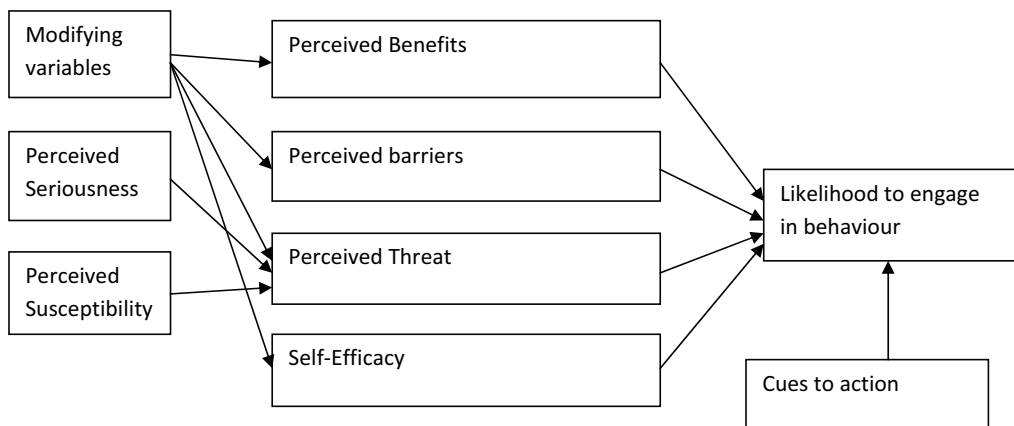 Modifying
variables
Perceived
Seriousness
Perceived
Susceptibility
Perceived Benefits
Perceived barriers
Perceived Threat
Self-Efficacy
Likelihood to engage
in behaviour
Cues to action